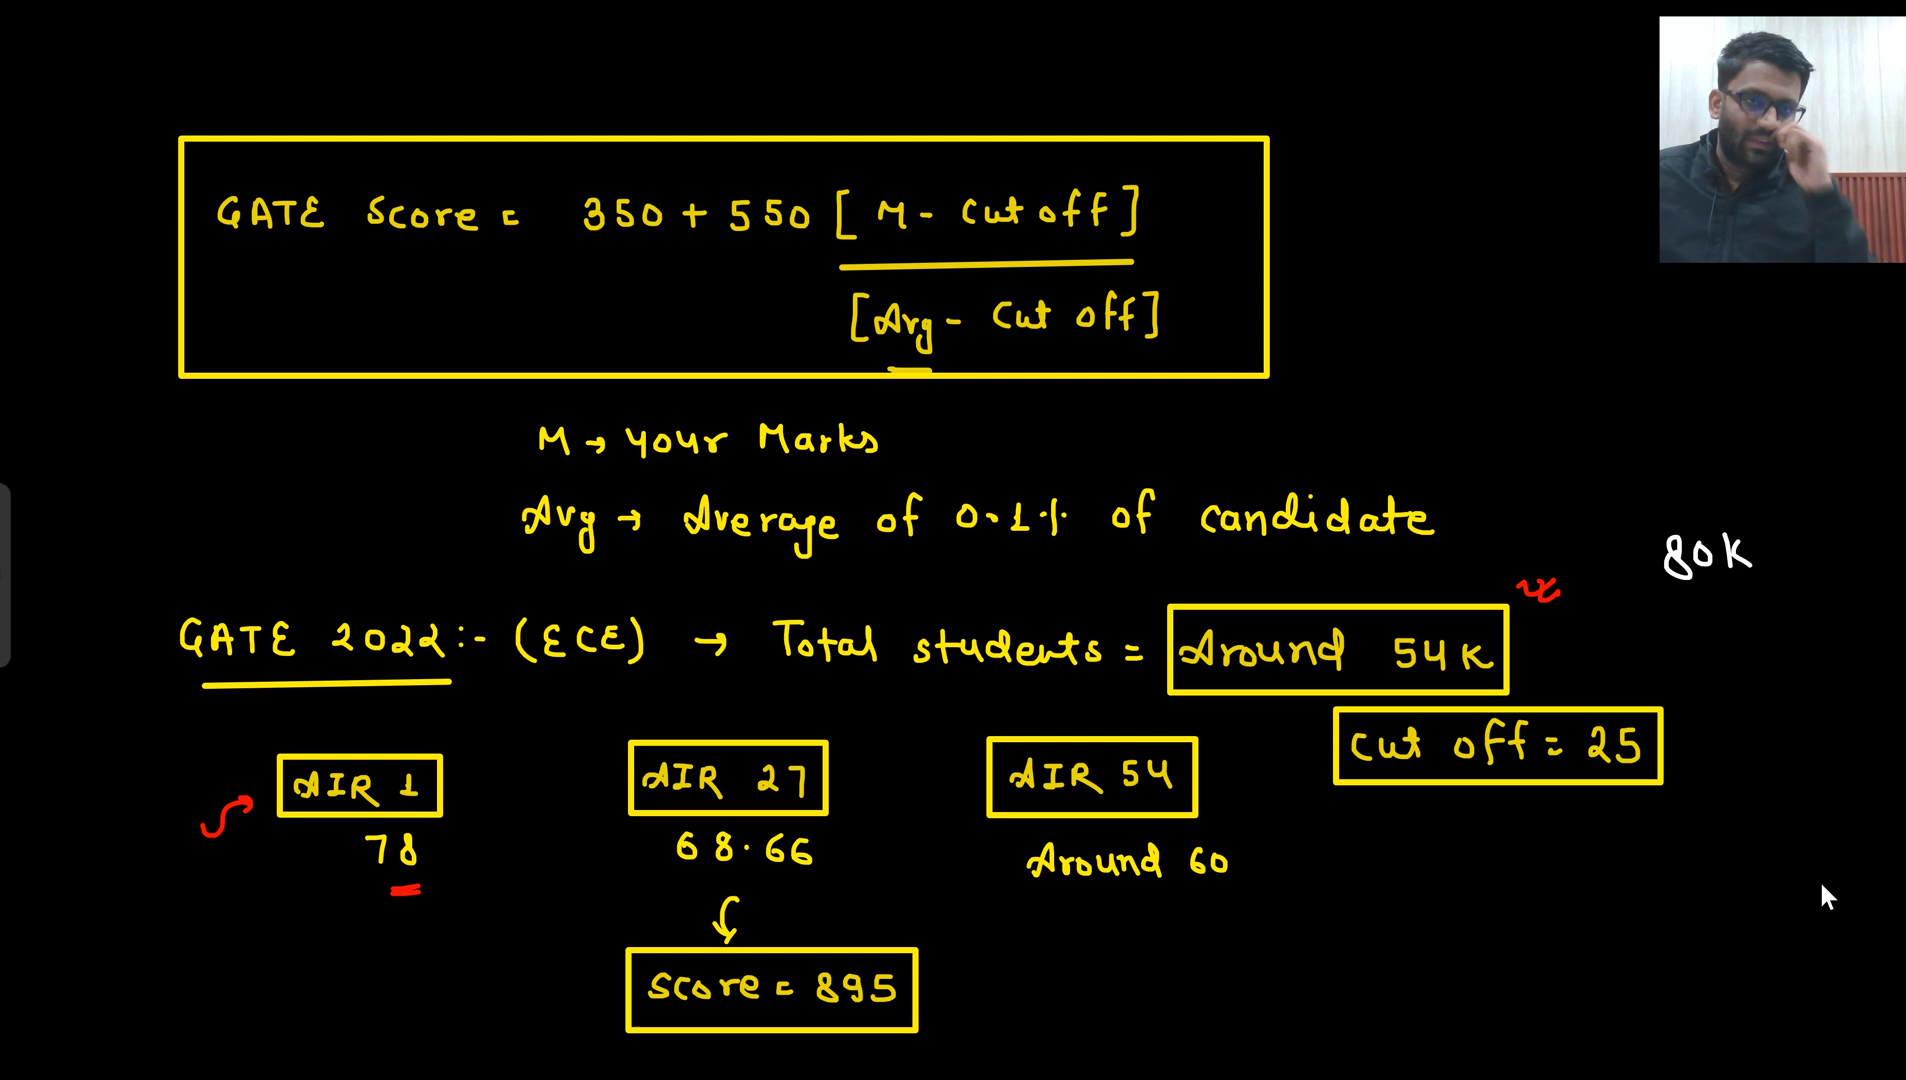 GATE Score = 350 + 550 [M - Cut off]
[Avg - Cut off]
M → your Marks
Avg → Average of 0.1% of candidate
80K
GATE 2022:- (ECE) → Total students = Around 54K
Cut off = 25
AIR 1 AIR 27 AIR 54
78 68.66 Around 60
Score = 895